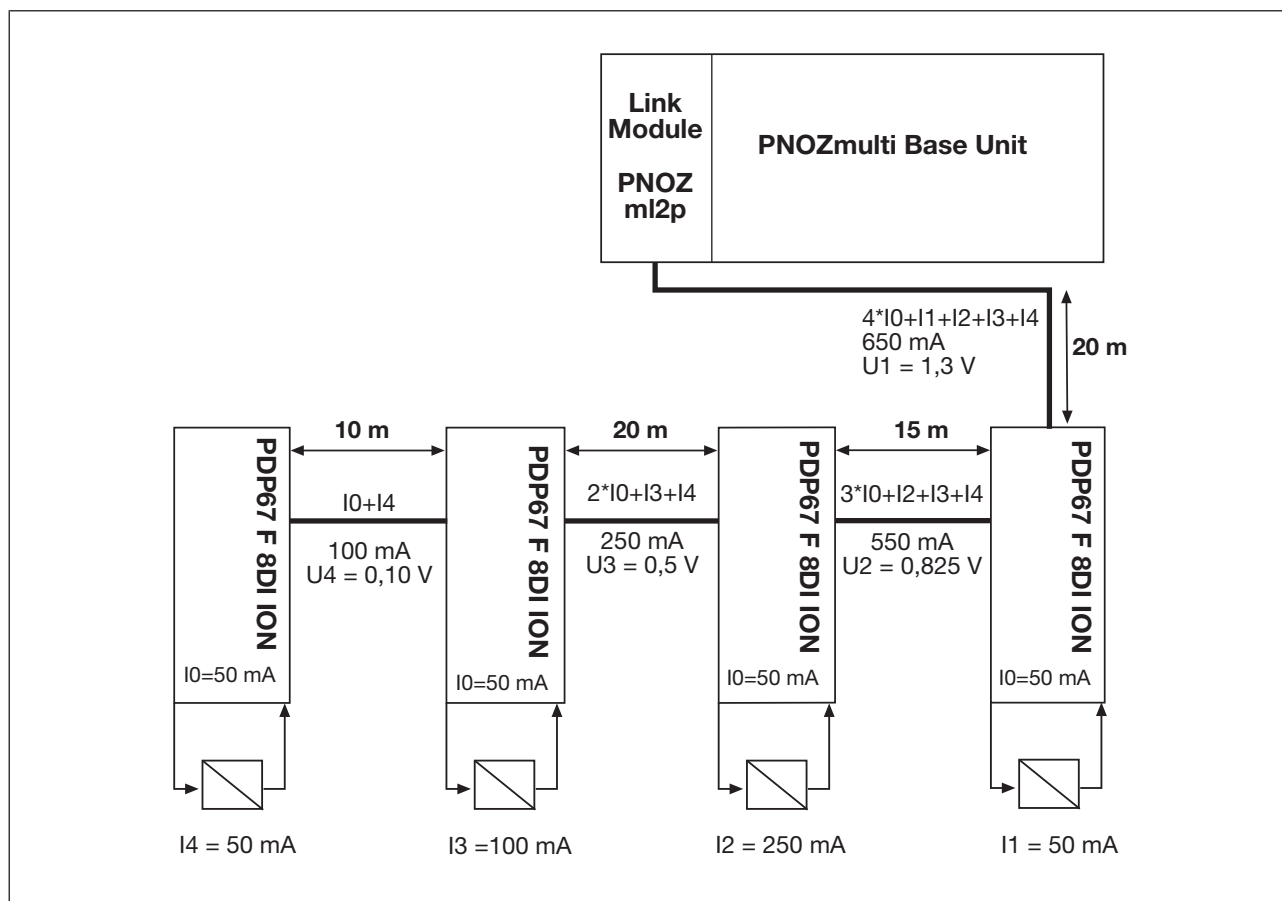 Link
Module
PNOZ
ml2p
PNOZmulti Base Unit
4*I0+I1+I2+I3+I4
650 mA
U1 = 1,3 V
20 m
10 m
20 m
15 m
PDP67 F 8DI ION
I0+I4
100 mA
U4 = 0,10 V
I0=50 mA
PDP67 F 8DI ION
2*I0+I3+I4
250 mA
U3 = 0,5 V
I0=50 mA
PDP67 F 8DI ION
3*I0+I2+I3+I4
550 mA
U2 = 0,825 V
I0=50 mA
PDP67 F 8DI ION
I0=50 mA
I4 = 50 mA
I3 =100 mA
I2 = 250 mA
I1 = 50 mA